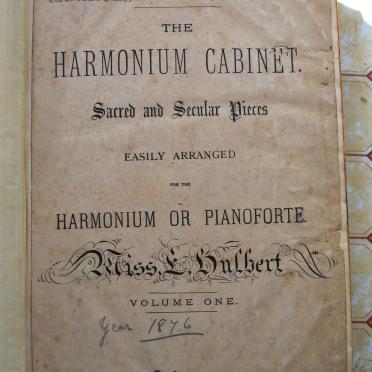 THE
HARMONIUM CABINET.
Sacred and Secular Pieces
EASILY ARRANGED
FOR THE
HARMONIUM OR PIANOFORTE.
Miss. E. Hulbert
VOLUME ONE.
Year 1876